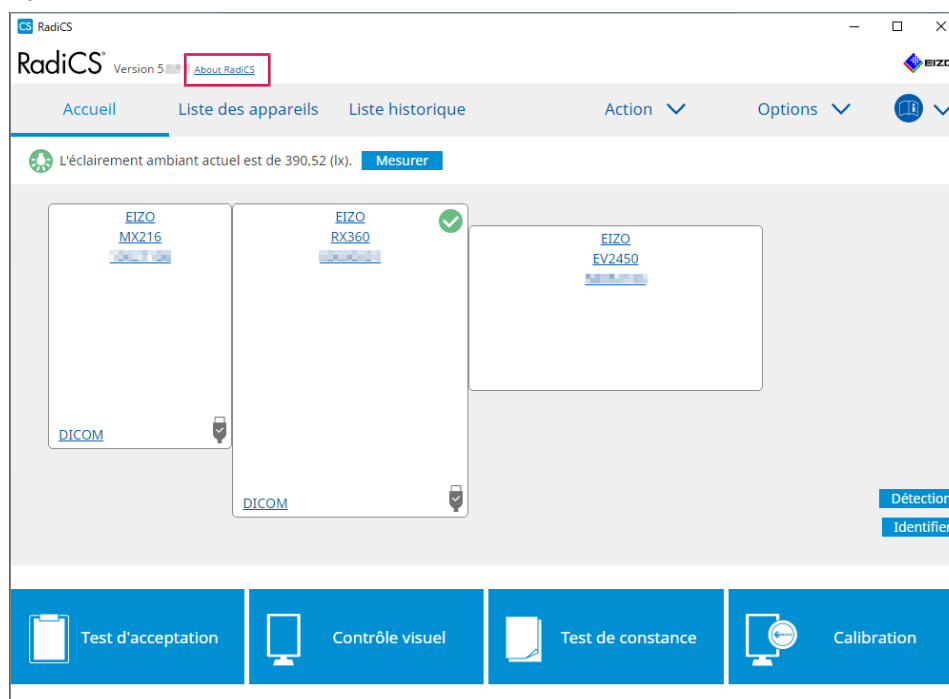 CS RadiCS
RadiCS Version 5. About RadiCS
EIZO
Accueil Liste des appareils Liste historique Action Options
L'éclairement ambiant actuel est de 390,52 (lx). Mesurer
EIZO
MX216
DICOM
EIZO
RX360
DICOM
EIZO
EV2450
Détection
Identifier
Test d'acceptation Contrôle visuel Test de constance Calibration